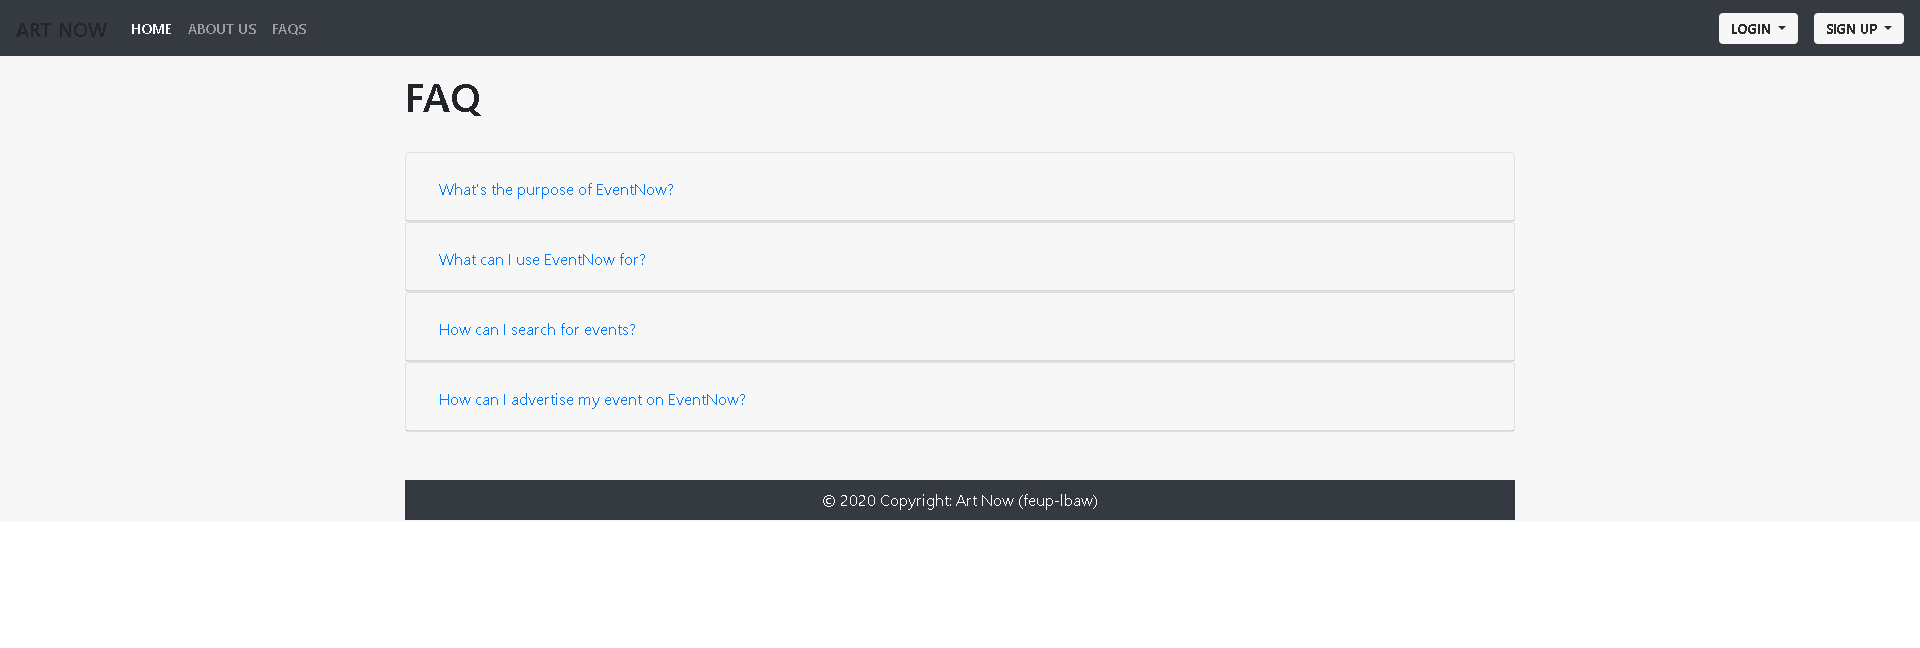 ART NOW HOME ABOUT US FAQS LOGIN SIGN UP
FAQ
What's the purpose of EventNow?
What can I use EventNow for?
How can I search for events?
How can I advertise my event on EventNow?
© 2020 Copyright: Art Now (feup-lbaw)